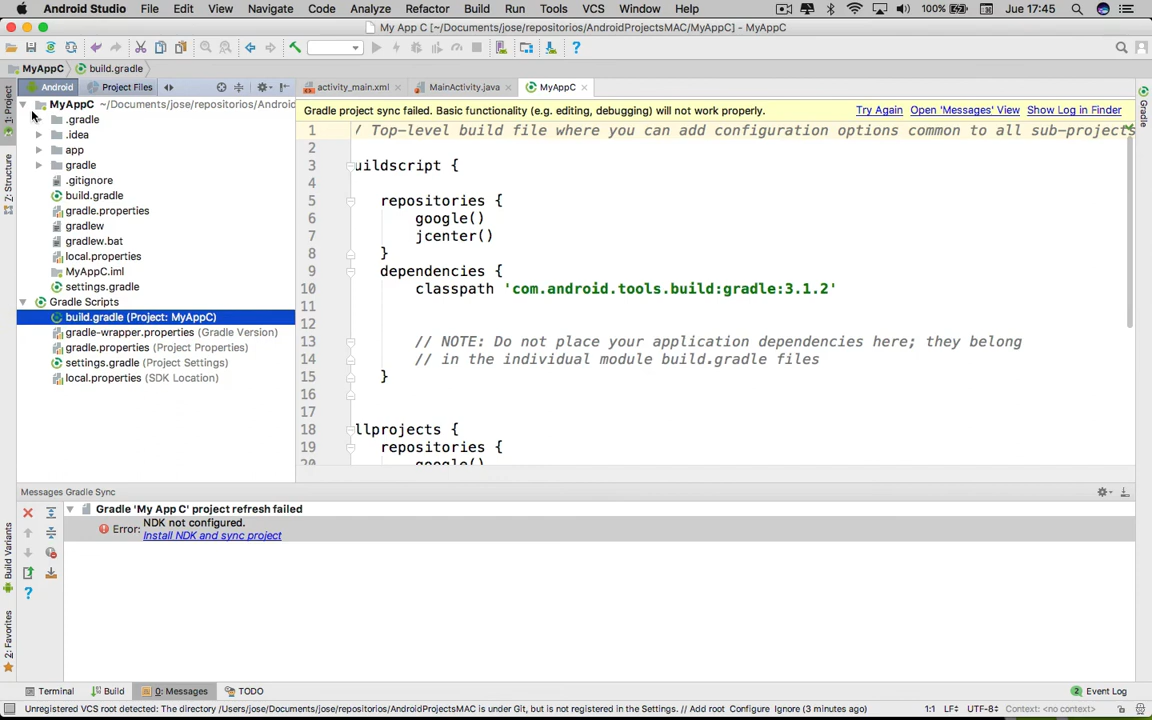 Android Studio File Edit View Navigate Code Analyze Refactor Build Run Tools VCS Window Help 100% Jue 17:45
My App C [~/Documents/jose/repositorios/AndroidProjectsMAC/MyAppC] - MyAppC
MyAppC build.gradle
Android Project Files activity_main.xml MainActivity.java MyAppC
1: Project
Z: Structure
Build Variants
2: Favorites
Gradle
MyAppC ~/Documents/jose/repositorios/Androic
.gradle
.idea
app
gradle
.gitignore
build.gradle
gradle.properties
gradlew
gradlew.bat
local.properties
MyAppC.iml
settings.gradle
Gradle Scripts
build.gradle (Project: MyAppC)
gradle-wrapper.properties (Gradle Version)
gradle.properties (Project Properties)
settings.gradle (Project Settings)
local.properties (SDK Location)
Gradle project sync failed. Basic functionality (e.g. editing, debugging) will not work properly. Try Again Open 'Messages' View Show Log in Finder
1 / Top-level build file where you can add configuration options common to all sub-projects
2
3 uildscript {
4
5 repositories {
6 google()
7 jcenter()
8 }
9 dependencies {
10 classpath 'com.android.tools.build:gradle:3.1.2'
11
12
13 // NOTE: Do not place your application dependencies here; they belong
14 // in the individual module build.gradle files
15 }
16
17
18 llprojects {
19 repositories {
20 google()
Messages Gradle Sync
Gradle 'My App C' project refresh failed
Error: NDK not configured.
Install NDK and sync project
Terminal Build 0: Messages TODO 2 Event Log
Unregistered VCS root detected: The directory /Users/jose/Documents/jose/repositorios/AndroidProjectsMAC is under Git, but is not registered in the Settings. // Add root Configure Ignore (3 minutes ago) 1:1 LF÷ UTF-8÷ Context: <no context>